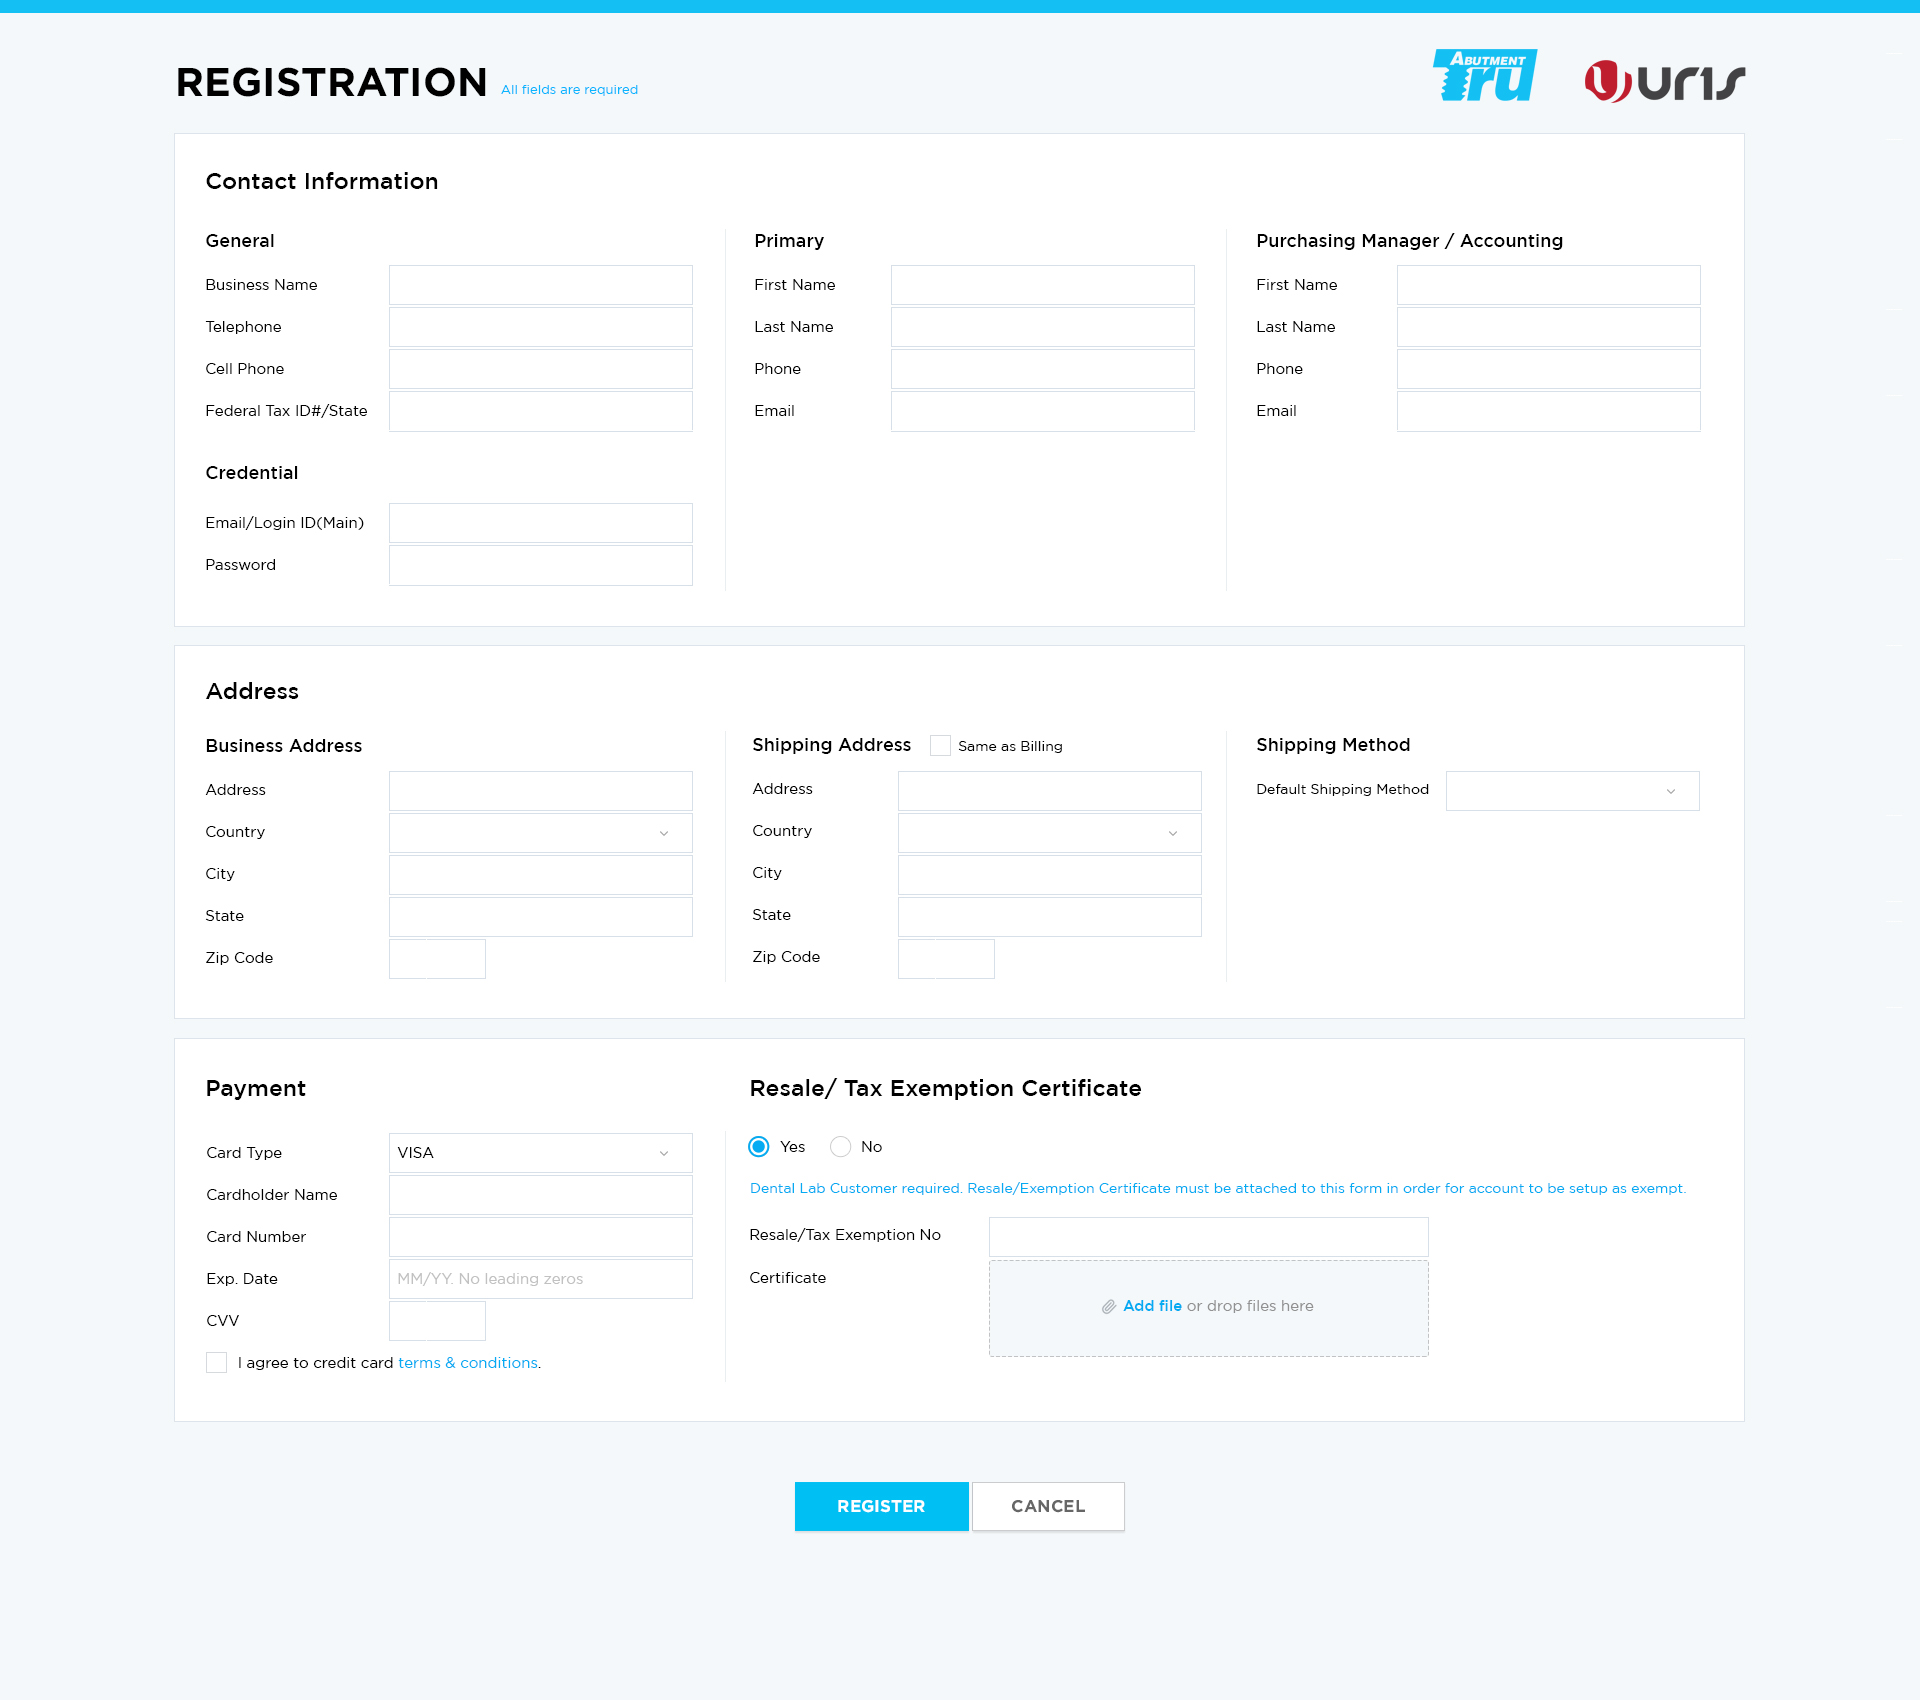 REGISTRATION All fields are required
ABUTMENT
Tru
uris
Contact Information
General
Business Name
Telephone
Cell Phone
Federal Tax ID#/State
Credential
Email/Login ID(Main)
Password
Primary
First Name
Last Name
Phone
Email
Purchasing Manager / Accounting
First Name
Last Name
Phone
Email
Address
Business Address
Address
Country
City
State
Zip Code
Shipping Address Same as Billing
Address
Country
City
State
Zip Code
Shipping Method
Default Shipping Method
Payment
Card Type VISA
Cardholder Name
Card Number
Exp. Date MM/YY. No leading zeros
CVV
I agree to credit card terms & conditions.
Resale/ Tax Exemption Certificate
Yes No
Dental Lab Customer required. Resale/Exemption Certificate must be attached to this form in order for account to be setup as exempt.
Resale/Tax Exemption No
Certificate
Add file or drop files here
REGISTER CANCEL